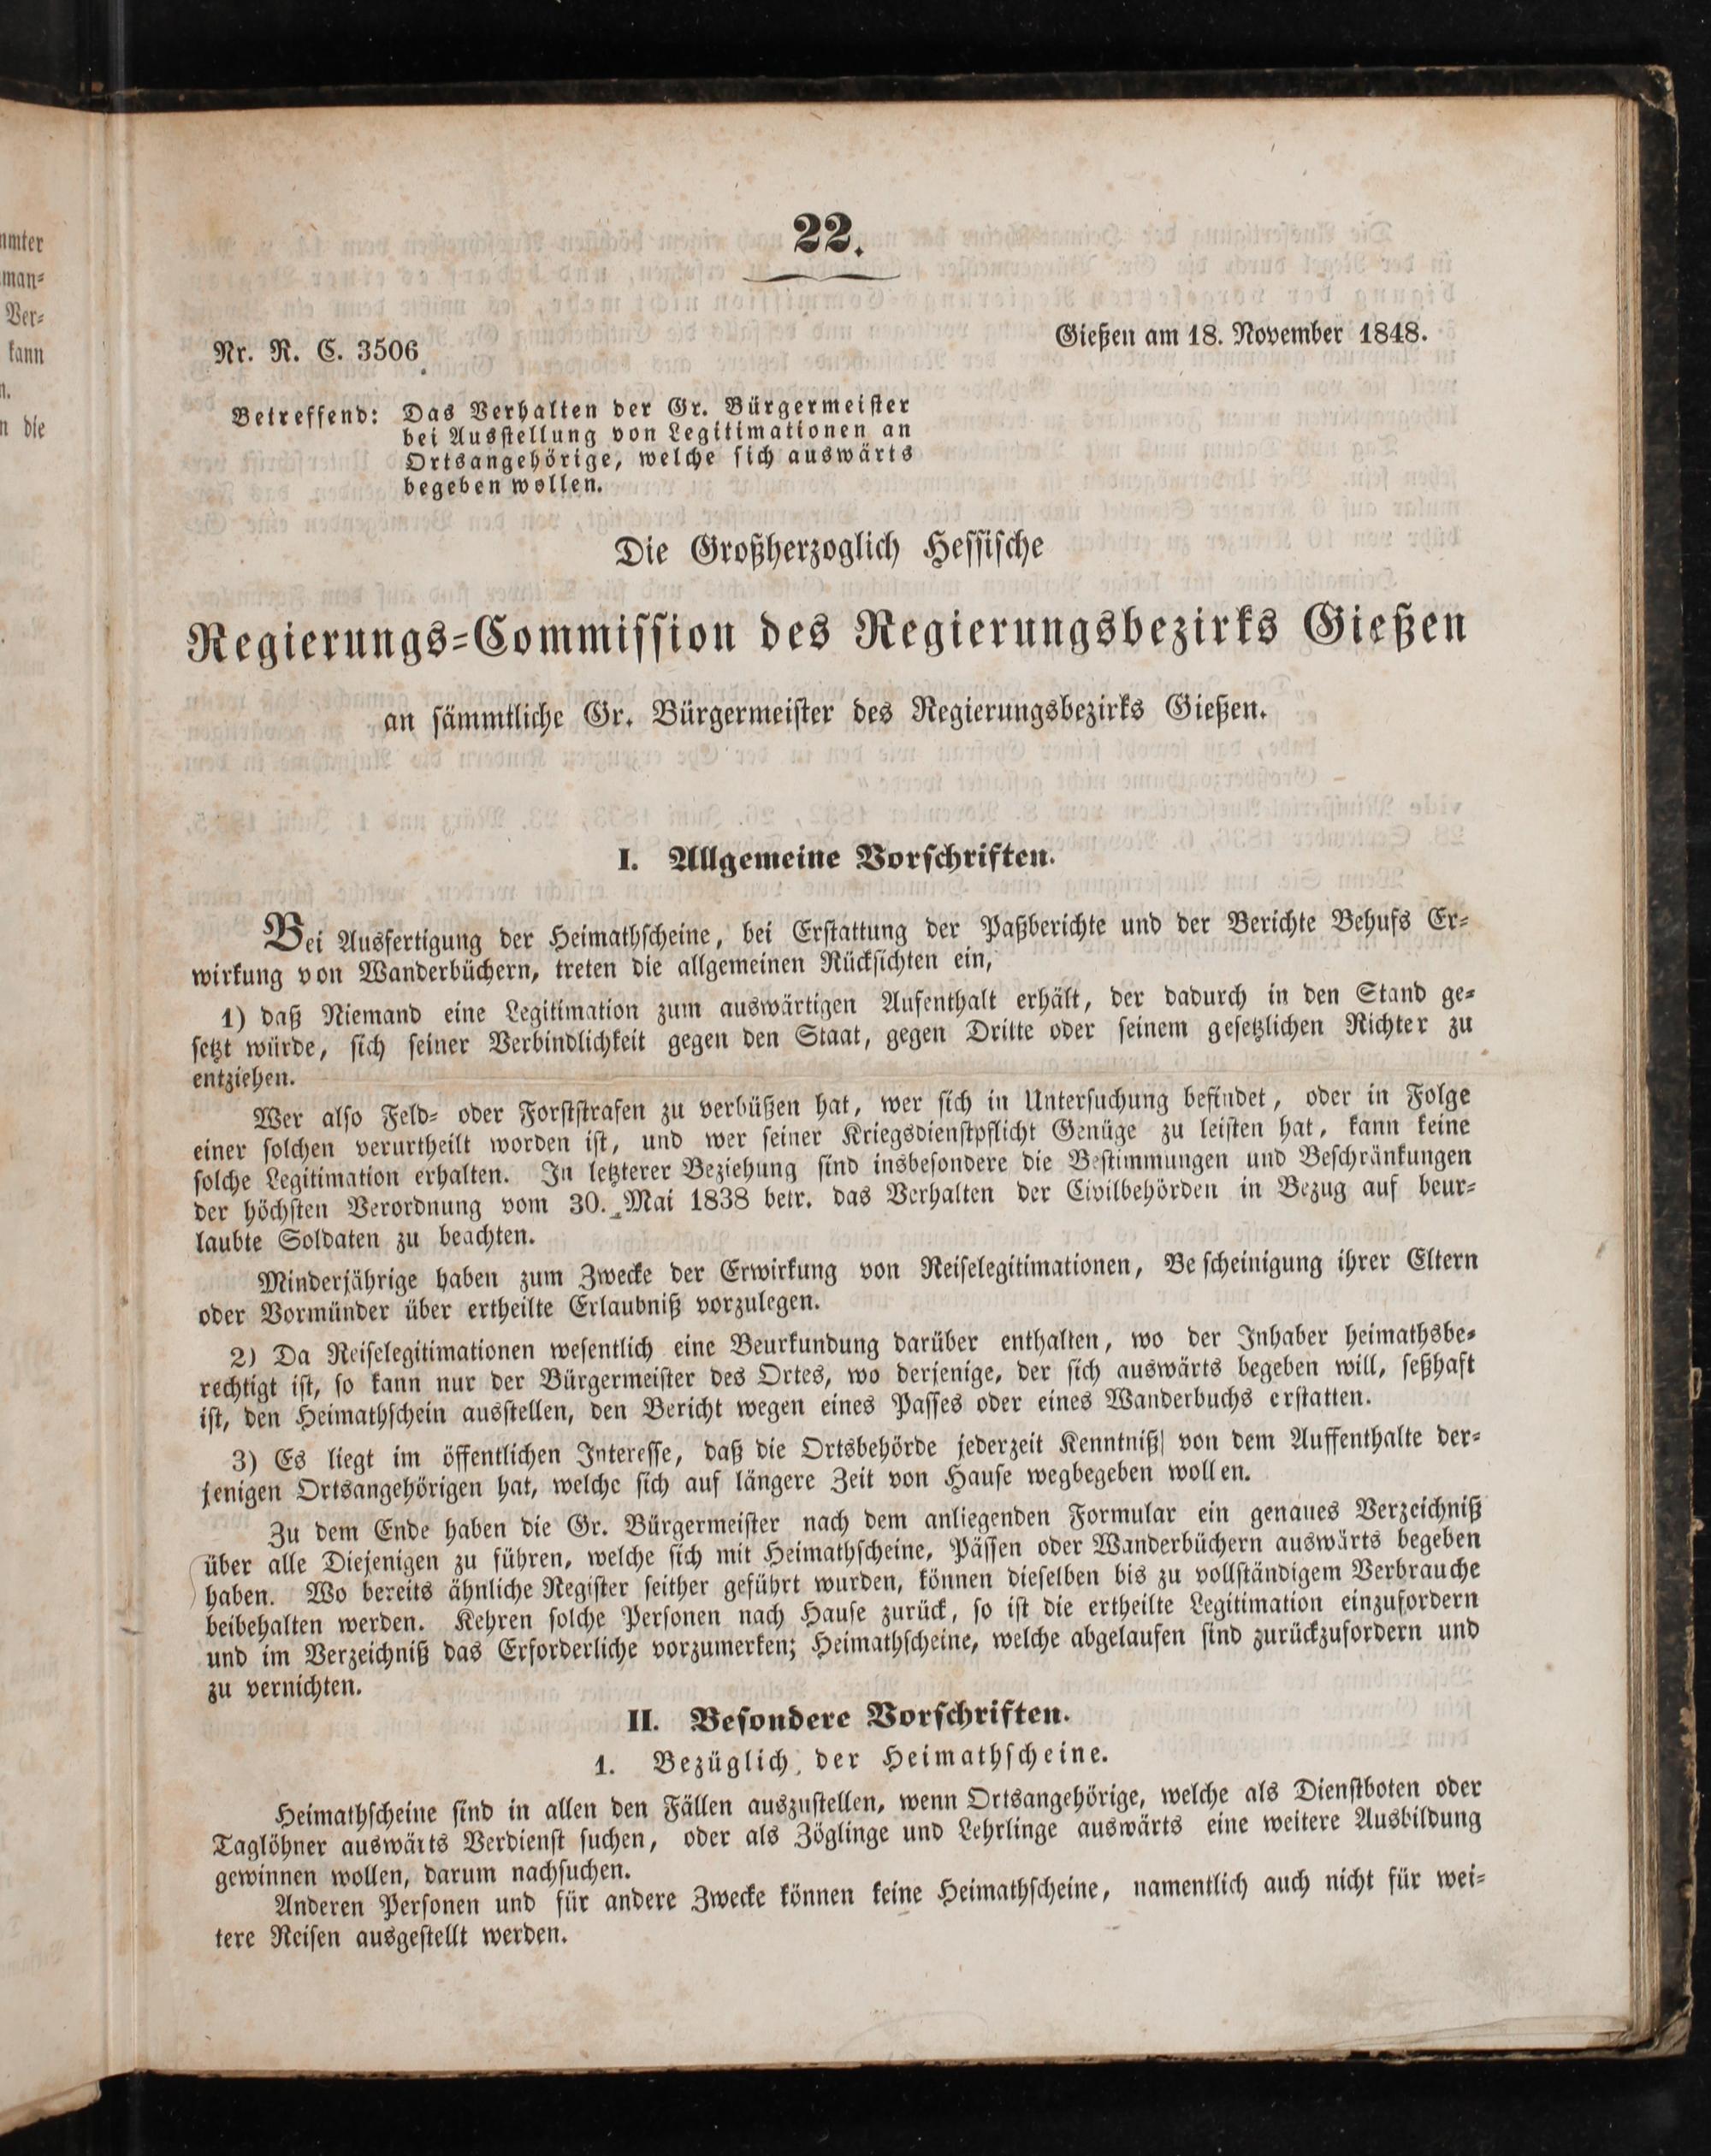 mter
man=
Ver=
kann
n.
n die
22.
Nr. R. C. 3506
Gießen am 18. November 1848.
Betreffend: Das Verhalten der Gr. Bürgermeister
bei Ausstellung von Legitimationen an
Ortsangehörige, welche sich auswärts
begeben wollen.
Die Großherzoglich Hessische
Regierungs=Commission des Regierungsbezirks Gießen
an sämmtliche Gr. Bürgermeister des Regierungsbezirks Gießen.
I. Allgemeine Vorschriften.
Bei Ausfertigung der Heimathscheine, bei Erstattung der Paßberichte und der Berichte Behufs Er=
wirkung von Wanderbüchern, treten die allgemeinen Rücksichten ein,
1) daß Niemand eine Legitimation zum auswärtigen Aufenthalt erhält, der dadurch in den Stand ge=
setzt würde, sich seiner Verbindlichkeit gegen den Staat, gegen Dritte oder seinem gesetzlichen Richter zu
entziehen.
Wer also Feld= oder Forststrafen zu verbüßen hat, wer sich in Untersuchung befindet, oder in Folge
einer solchen verurtheilt worden ist, und wer seiner Kriegsdienstpflicht Genüge zu leisten hat, kann keine
solche Legitimation erhalten. In letzterer Beziehung sind insbesondere die Bestimmungen und Beschränkungen
der höchsten Verordnung vom 30. Mai 1838 betr. das Verhalten der Civilbehörden in Bezug auf beur=
laubte Soldaten zu beachten.
Minderjährige haben zum Zwecke der Erwirkung von Reiselegitimationen, Bescheinigung ihrer Eltern
oder Vormünder über ertheilte Erlaubniß vorzulegen.
2) Da Reiselegitimationen wesentlich eine Beurkundung darüber enthalten, wo der Inhaber heimathsbe=
rechtigt ist, so kann nur der Bürgermeister des Ortes, wo derjenige, der sich auswärts begeben will, seßhaft
ist, den Heimathschein ausstellen, den Bericht wegen eines Passes oder eines Wanderbuchs erstatten.
3) Es liegt im öffentlichen Interesse, daß die Ortsbehörde jederzeit Kenntniß von dem Auffenthalte der=
jenigen Ortsangehörigen hat, welche sich auf längere Zeit von Hause wegbegeben wollen.
Zu dem Ende haben die Gr. Bürgermeister nach dem anliegenden Formular ein genaues Verzeichniß
über alle Diejenigen zu führen, welche sich mit Heimathscheine, Pässen oder Wanderbüchern auswärts begeben
haben. Wo bereits ähnliche Register seither geführt wurden, können dieselben bis zu vollständigem Verbrauche
beibehalten werden. Kehren solche Personen nach Hause zurück, so ist die ertheilte Legitimation einzufordern
und im Verzeichniß das Erforderliche vorzumerken; Heimathscheine, welche abgelaufen sind zurückzufordern und
zu vernichten.
II. Besondere Vorschriften.
1. Bezüglich der Heimathscheine.
Heimathscheine sind in allen den Fällen auszustellen, wenn Ortsangehörige, welche als Dienstboten oder
Taglöhner auswärts Verdienst suchen, oder als Zöglinge und Lehrlinge auswärts eine weitere Ausbildung
gewinnen wollen, darum nachsuchen.
Anderen Personen und für andere Zwecke können keine Heimathscheine, namentlich auch nicht für wei=
tere Reisen ausgestellt werden.